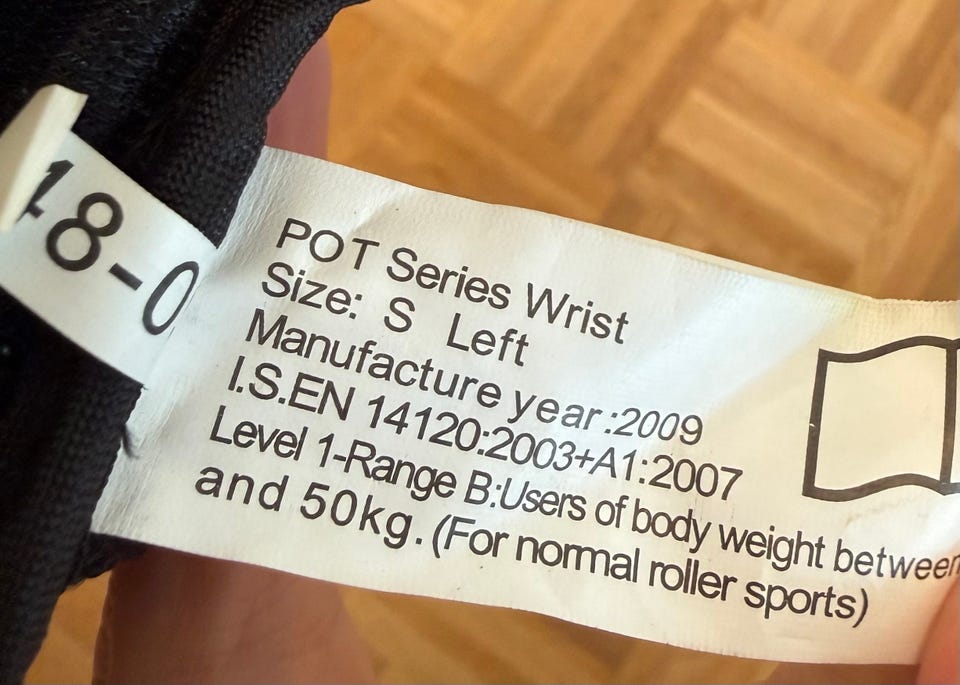 18-0
POT Series Wrist
Size: S Left
Manufacture year:2009
I.S.EN 14120:2003+A1:2007
Level 1-Range B:Users of body weight between
and 50kg.(For normal roller sports)